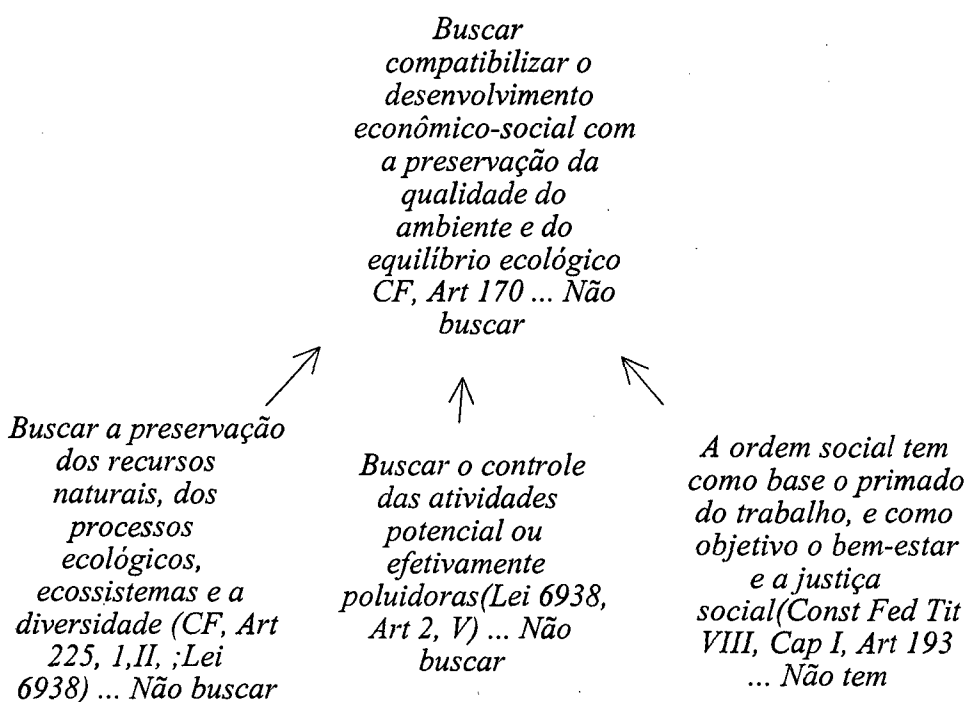 Buscar
compatibilizar o
desenvolvimento
econômico-social com
a preservação da
qualidade do
ambiente e do
equilíbrio ecológico
CF, Art 170 ... Não
buscar
Buscar a preservação
dos recursos
naturais, dos
processos
ecológicos,
ecossistemas e a
diversidade (CF, Art
225, 1,II, ;Lei
6938) ... Não buscar
Buscar o controle
das atividades
potencial ou
efetivamente
poluidoras(Lei 6938,
Art 2, V) ... Não
buscar
A ordem social tem
como base o primado
do trabalho, e como
objetivo o bem-estar
e a justiça
social(Const Fed Tit
VIII, Cap I, Art 193
... Não tem